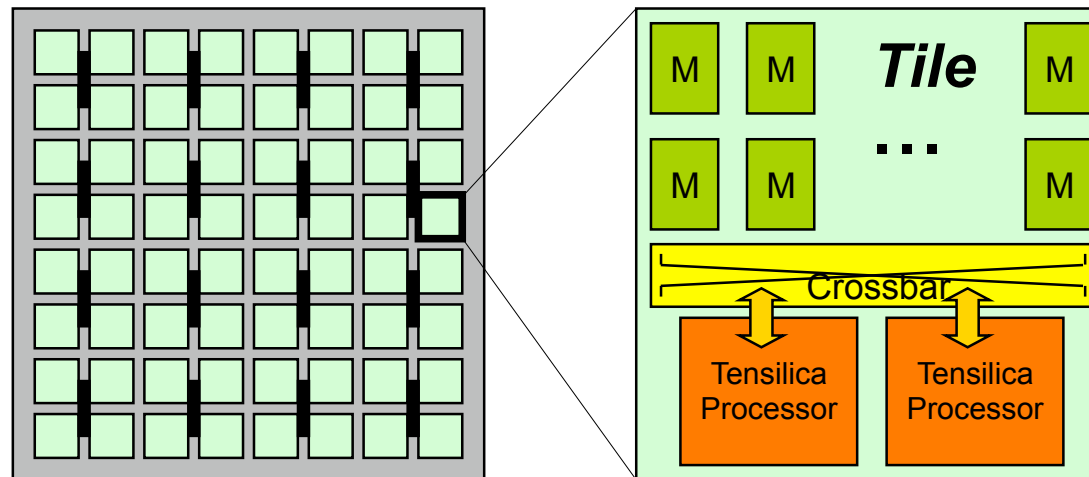 M M Tile M
...
M M M
Crossbar
Tensilica Tensilica
Processor Processor